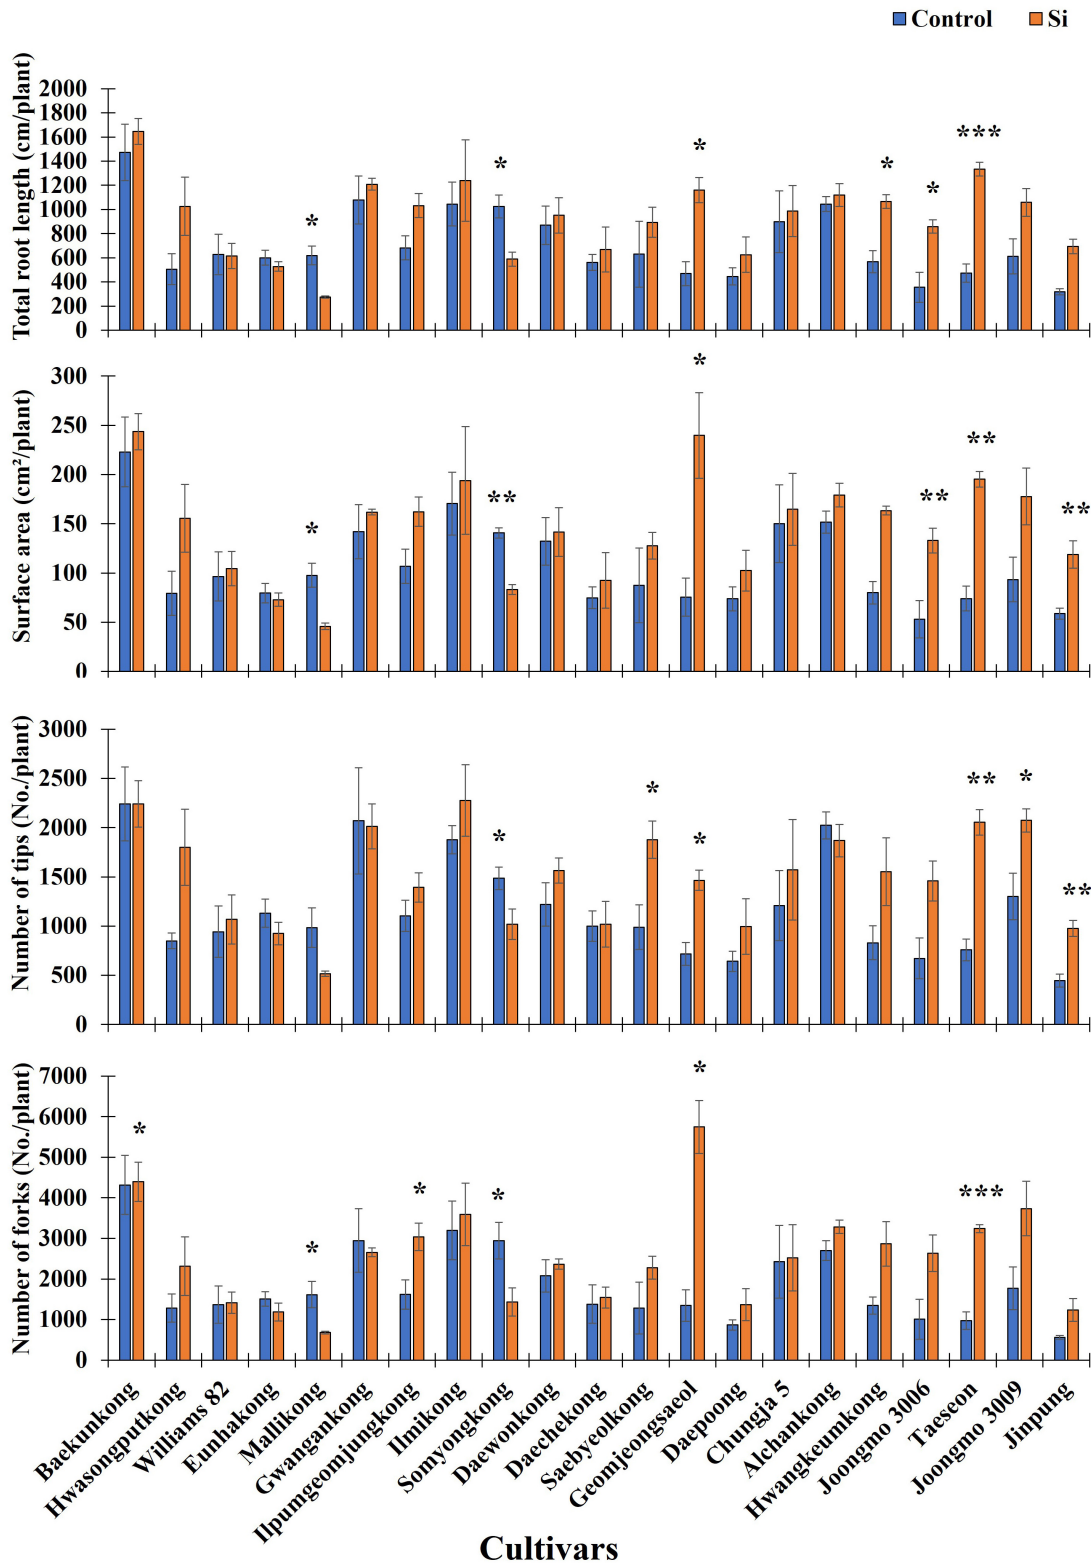 Control Si
Total root length (cm/plant)
2000
1800
1600
1400
1200
1000
800
600
400
200
0
*
*
*
*
*
***
Surface area (cm²/plant)
300
250
200
150
100
50
0
*
**
*
**
**
**
Number of tips (No./plant)
3000
2500
2000
1500
1000
500
0
*
*
*
**
*
**
Number of forks (No./plant)
7000
6000
5000
4000
3000
2000
1000
0
*
*
*
*
*
***
Baekunkong
Hwasongputkong
Williams 82
Eunhakong
Mallikong
Gwangankong
Ilpumgeomjungkong
Ilmikong
Somyongkong
Daewonkong
Daechekong
Saebyeolkong
Geomjeongsaeol
Daepoong
Chungja 5
Alchankong
Hwangkeumkong
Joongmo 3006
Taeseon
Joongmo 3009
Jinpung
Cultivars